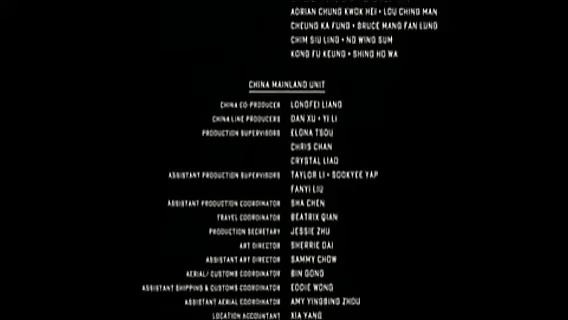 ADRIAN CHUNG KWOK HEI • LOU CHING MAN
CHEUNG KA FUNG • BRUCE MANG FAN LUNG
CHIM SIU LING • NG WING SUM
KONG FU KEUNG • SHING HO WA
CHINA MAINLAND UNIT
CHINA CO-PRODUCER LONGFEI LIANG
CHINA LINE PRODUCERS DAN XU • YI LI
PRODUCTION SUPERVISORS ELONA TSOU
CHRIS CHAN
CRYSTAL LIAO
ASSISTANT PRODUCTION SUPERVISORS TAYLOR LI • SOOKYEE YAP
FANYI LIU
ASSISTANT PRODUCTION COORDINATOR SHA CHEN
TRAVEL COORDINATOR BEATRIX QIAN
PRODUCTION SECRETARY JESSIE ZHU
ART DIRECTOR SHERRIE DAI
ASSISTANT ART DIRECTOR SAMMY CHOW
AERIAL/ CUSTOMS COORDINATOR BIN GONG
ASSISTANT SHIPPING & CUSTOMS COORDINATOR EDDIE WONG
ASSISTANT AERIAL COORDINATOR AMY YINGBING ZHOU
LOCATION ACCOUNTANT XIA YANG